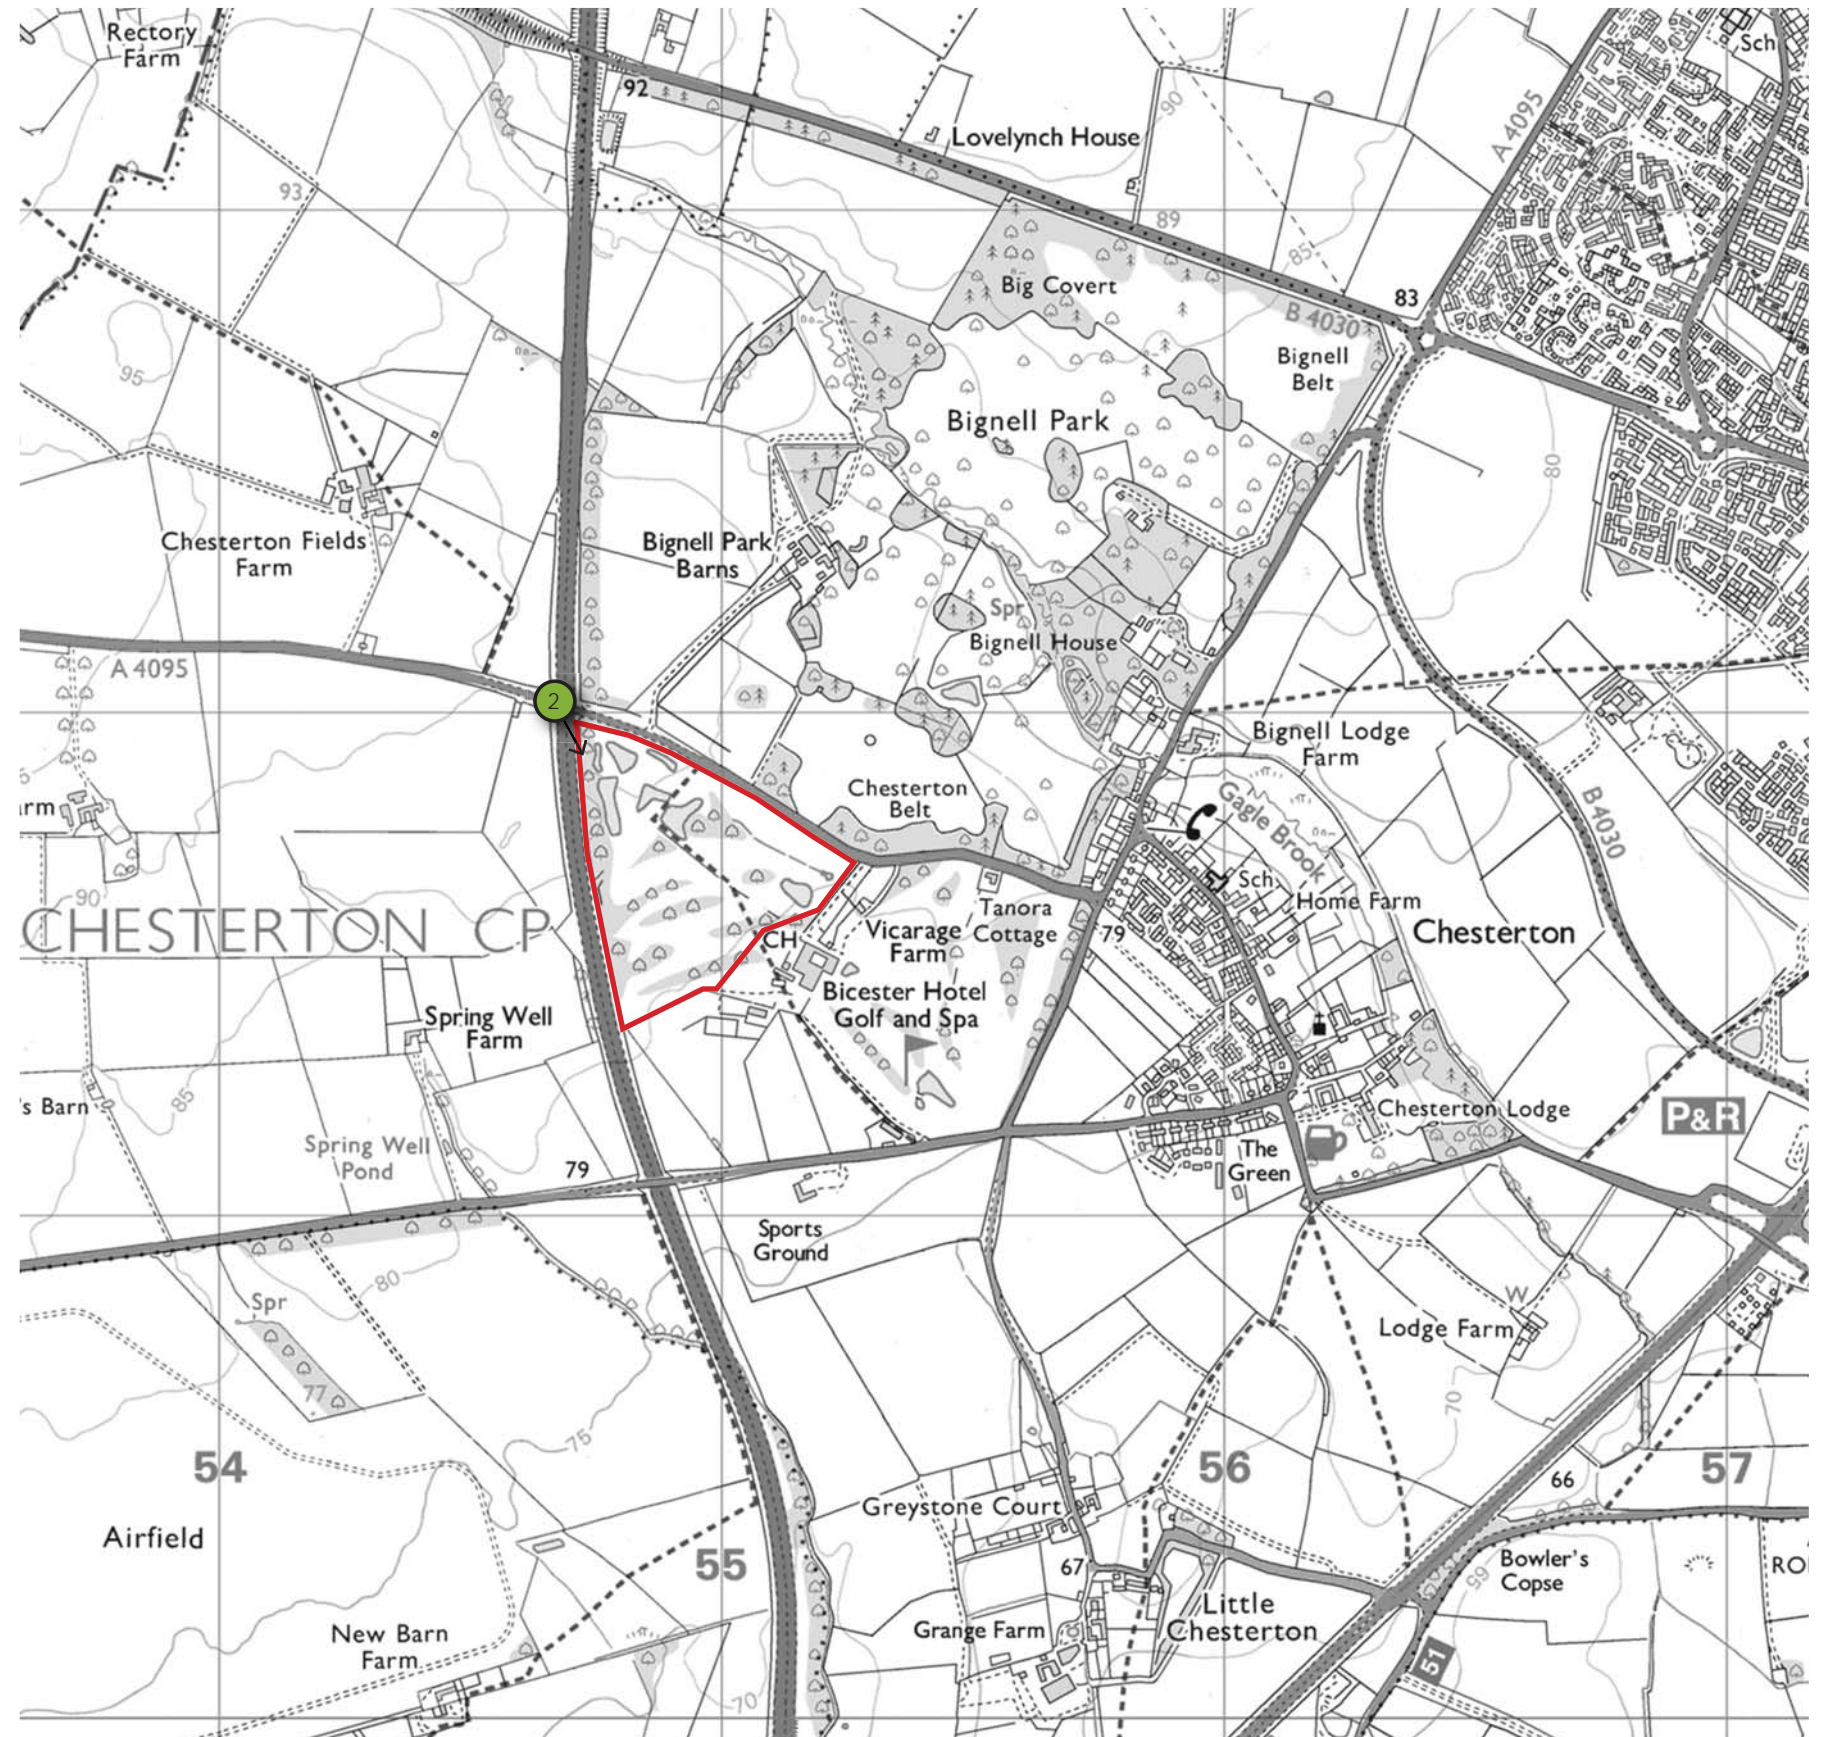 Rectory
Farm
Sch
92
A 4095
90
Lovelynch House
93
89
85
Big Covert
83
B 4030
Bignell
Belt
95
Bignell Park
80
Chesterton Fields
Farm
Bignell Park
Barns
Spr
Bignell House
A 4095
2
Bignell Lodge
Farm
Chesterton
Belt
Gagle Brook
B4030
Sch
Home Farm
90
CHESTERTON CP
Tanora
Cottage
79
Chesterton
CH
Vicarage
Farm
Bicester Hotel
Golf and Spa
Spring Well
Farm
85
's Barn
Chesterton Lodge
P&R
Spring Well
Pond
79
The
Green
Sports
Ground
80
Spr
W
Lodge Farm
77
70
75
54
56
57
66
Greystone Court
Airfield
55
67
Bowler's
Copse
65
RO
Little
Chesterton
New Barn
Farm
Grange Farm
51
70